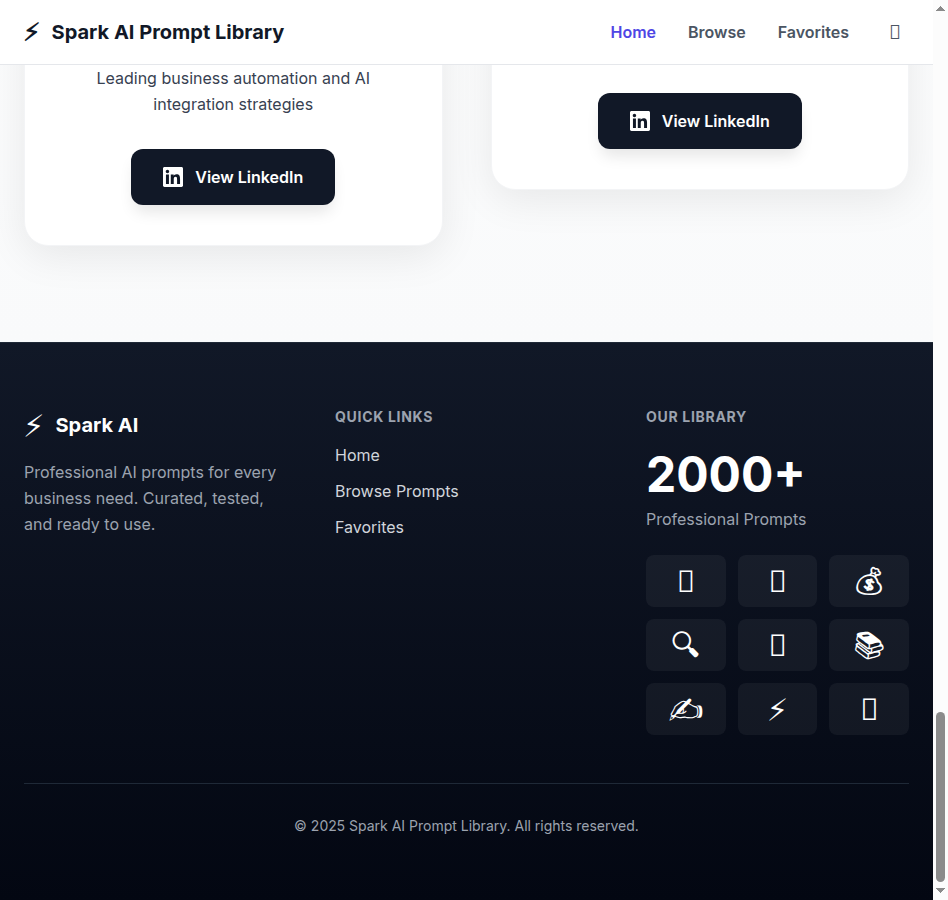 Spark AI Prompt Library
Home
Browse
Favorites
Leading business automation and AI
integration strategies
View LinkedIn
View LinkedIn
Spark AI
Professional AI prompts for every
business need. Curated, tested,
and ready to use.
QUICK LINKS
Home
Browse Prompts
Favorites
OUR LIBRARY
2000+
Professional Prompts
© 2025 Spark AI Prompt Library. All rights reserved.